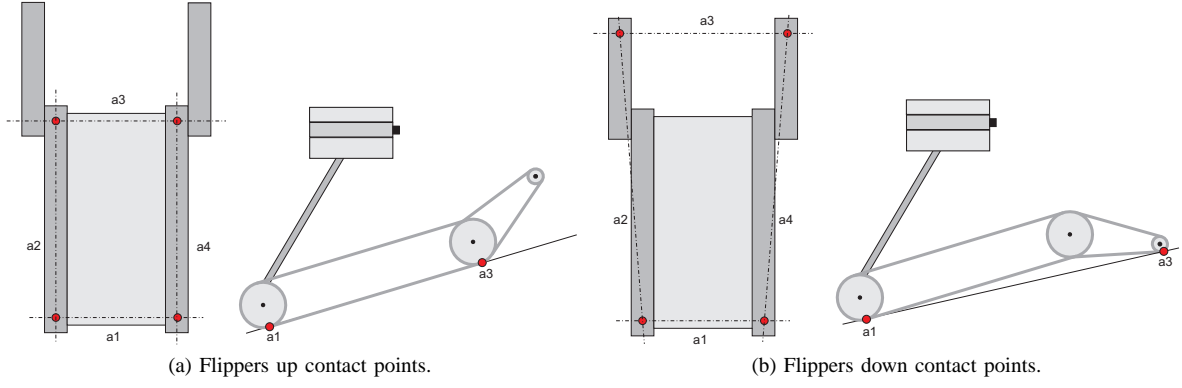 a3
a2
a4
a1
a3
a1
(a) Flippers up contact points.
a3
a2
a4
a1
a3
a1
(b) Flippers down contact points.